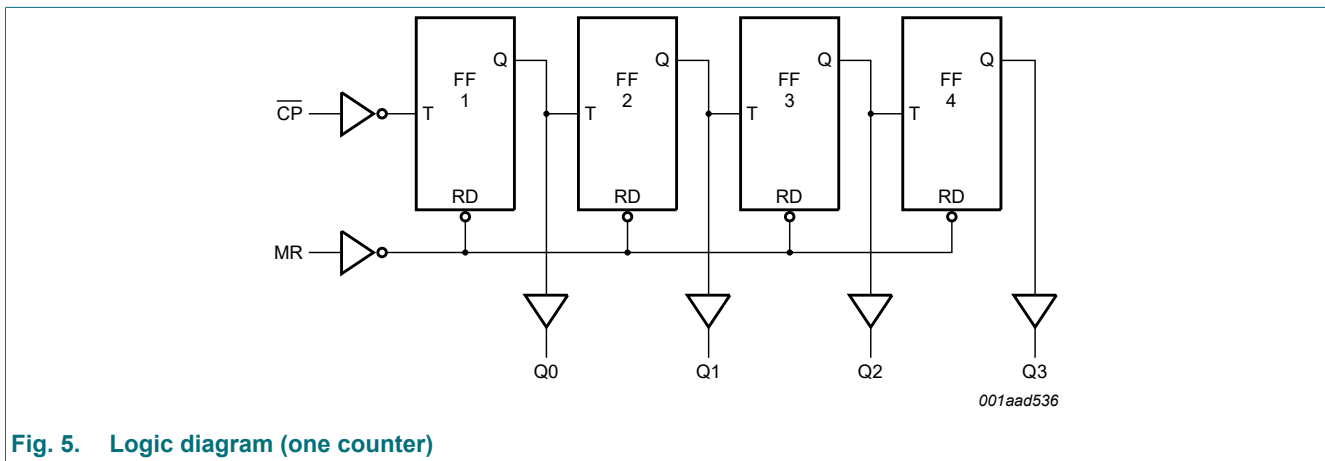 Q Q Q Q
FF FF FF FF
1 2 3 4
C̅P̅ T T T T
RD RD RD RD
MR
Q0 Q1 Q2 Q3
001aad536
Fig. 5. Logic diagram (one counter)